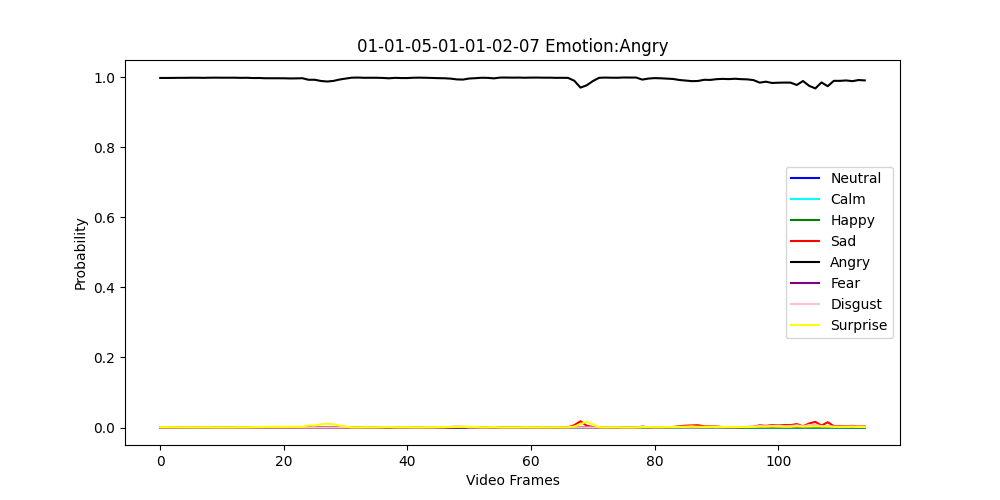 01-01-05-01-01-02-07 Emotion:Angry
Probability
1.0
0.8
0.6
0.4
0.2
0.0
Neutral
Calm
Happy
Sad
Angry
Fear
Disgust
Surprise
0 20 40 60 80 100
Video Frames